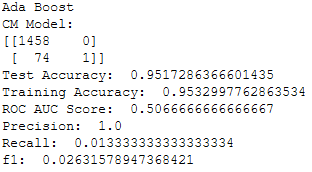 Ada Boost
CM Model:
[[1458    0]
 [  74    1]]
Test Accuracy:  0.9517286366601435
Training Accuracy:  0.9532997762863534
ROC AUC Score:  0.5066666666666667
Precision:  1.0
Recall:  0.013333333333333334
f1:  0.02631578947368421